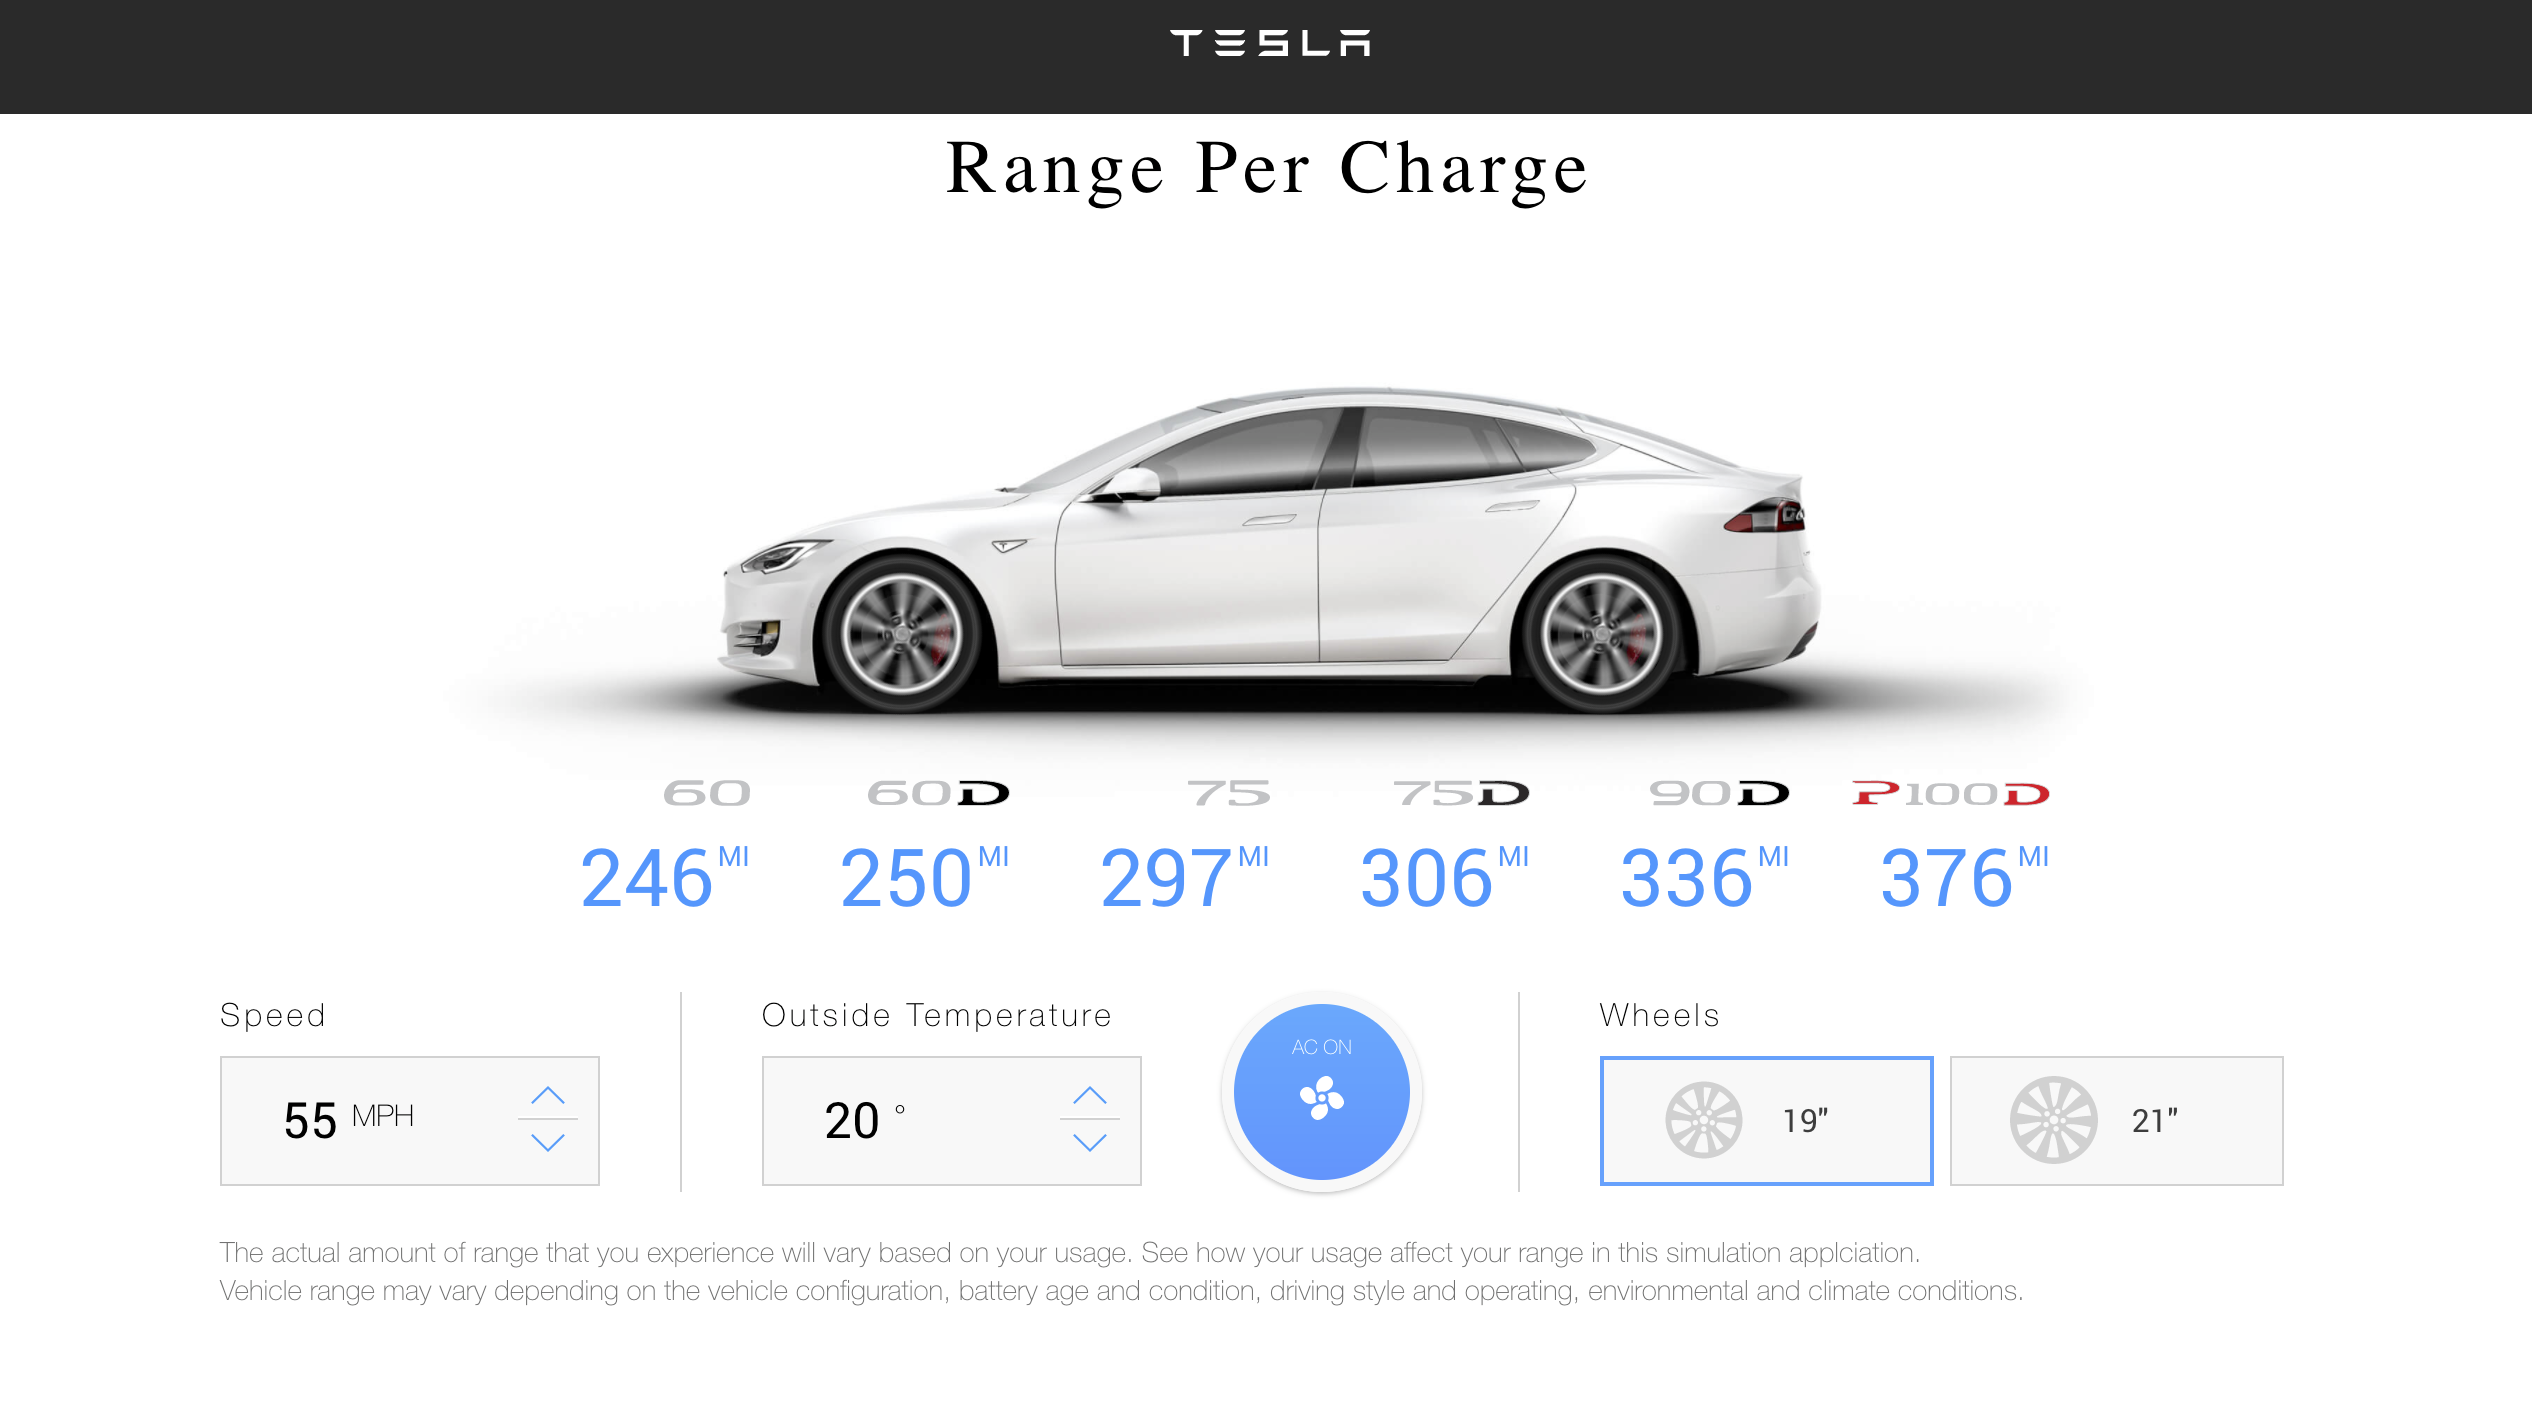 TESLA
Range Per Charge
60 60D 75 75D 90D P100D
246 MI 250 MI 297 MI 306 MI 336 MI 376 MI
Speed Outside Temperature Wheels
AC ON
55 MPH 20 ° 19” 21”
The actual amount of range that you experience will vary based on your usage. See how your usage affect your range in this simulation applciation.
Vehicle range may vary depending on the vehicle configuration, battery age and condition, driving style and operating, environmental and climate conditions.